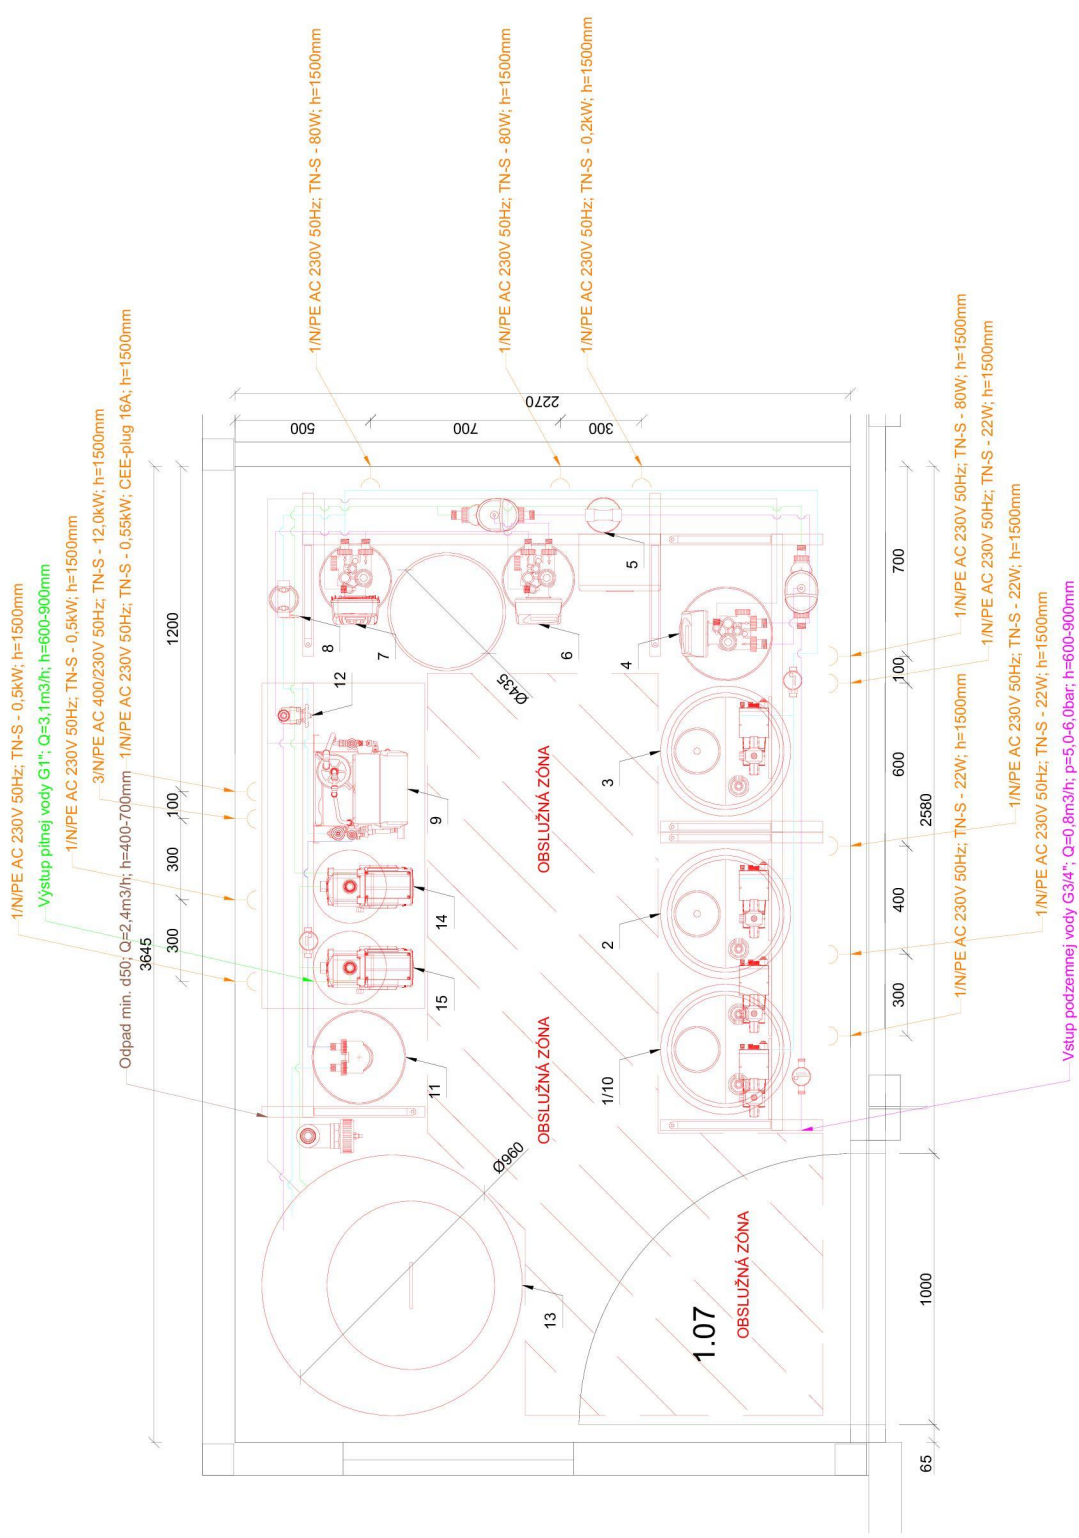 1/N/PE AC 230V 50Hz; TN-S - 0,5kW; h=1500mm
Výstup pitnej vody G1"; Q=3,1m3/h; h=600-900mm
1/N/PE AC 230V 50Hz; TN-S - 0,5kW; h=1500mm
3/N/PE AC 400/230V 50Hz; TN-S - 12,0kW; h=1500mm
Odpad min. d50; Q=2,4m3/h; h=400-700mm
1/N/PE AC 230V 50Hz; TN-S - 0,55kW; CEE-plug 16A; h=1500mm
3645
300
300
100
1200
1/N/PE AC 230V 50Hz; TN-S - 80W; h=1500mm
1/N/PE AC 230V 50Hz; TN-S - 80W; h=1500mm
1/N/PE AC 230V 50Hz; TN-S - 0,2kW; h=1500mm
500
700
300
2270
8
12
7
9
14
15
11
Ø435
6
5
4
3
2
1/10
Ø960
13
OBSLUŽNÁ ZÓNA
OBSLUŽNÁ ZÓNA
1.07
OBSLUŽNÁ ZÓNA
65
1000
300
400
600
100
700
2580
1/N/PE AC 230V 50Hz; TN-S - 80W; h=1500mm
1/N/PE AC 230V 50Hz; TN-S - 22W; h=1500mm
1/N/PE AC 230V 50Hz; TN-S - 22W; h=1500mm
1/N/PE AC 230V 50Hz; TN-S - 22W; h=1500mm
1/N/PE AC 230V 50Hz; TN-S - 22W; h=1500mm
Vstup podzemnej vody G3/4"; Q=0,8m3/h; p=5,0-6,0bar; h=600-900mm